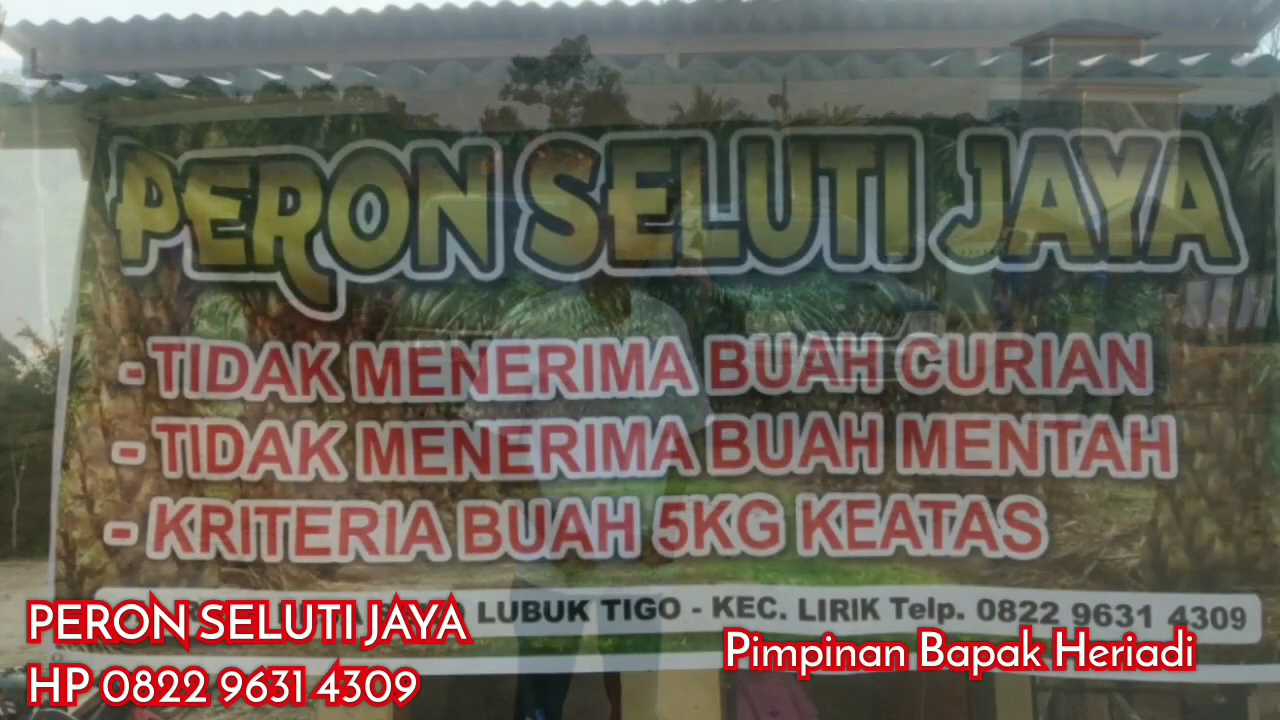 PERON SELUTI JAYA
- TIDAK MENERIMA BUAH CURIAN
- TIDAK MENERIMA BUAH MENTAH
- KRITERIA BUAH 5KG KEATAS
LUBUK TIGO - KEC. LIRIK Telp. 0822 9631 4309
PERON SELUTI JAYA
HP 0822 9631 4309
Pimpinan Bapak Heriadi